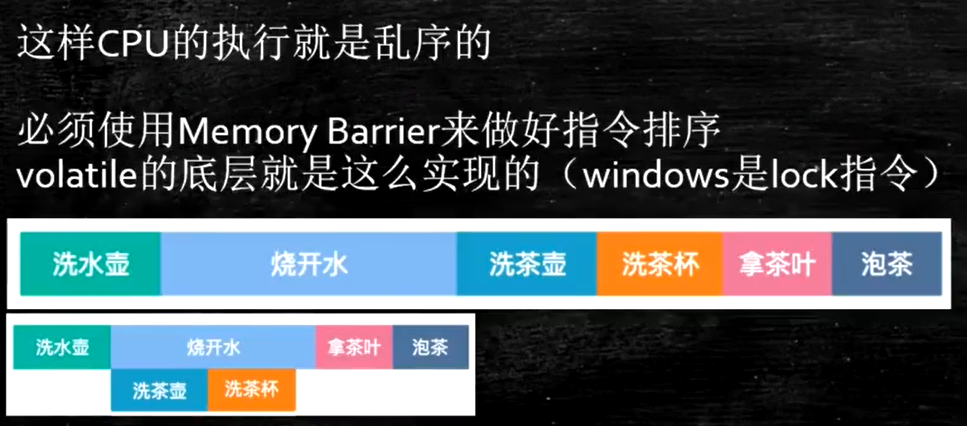 这样CPU的执行就是乱序的
必须使用Memory Barrier来做好指令排序
volatile的底层就是这么实现的（windows是lock指令）
洗水壶 烧开水 洗茶壶 洗茶杯 拿茶叶 泡茶
洗水壶 烧开水 拿茶叶 泡茶
洗茶壶 洗茶杯